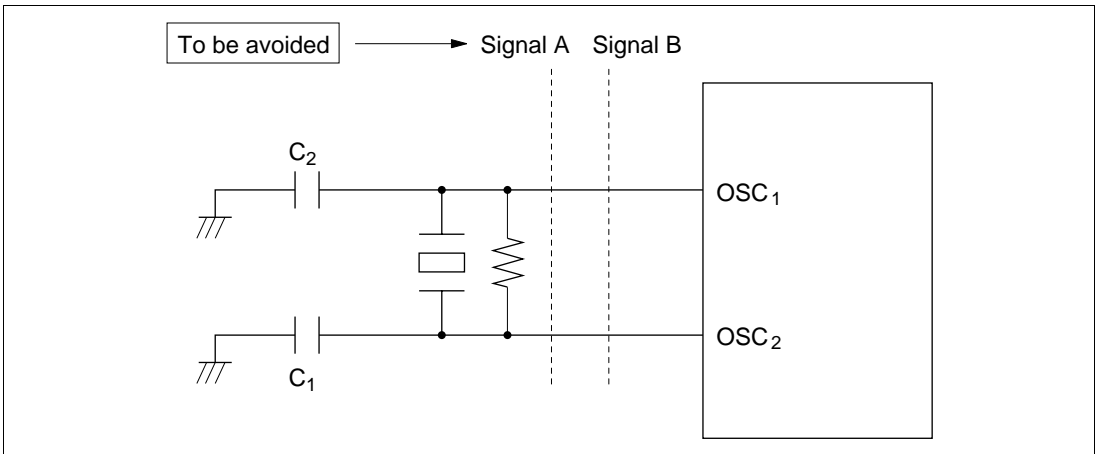 To be avoided
Signal A
Signal B
C2
OSC1
OSC2
C1